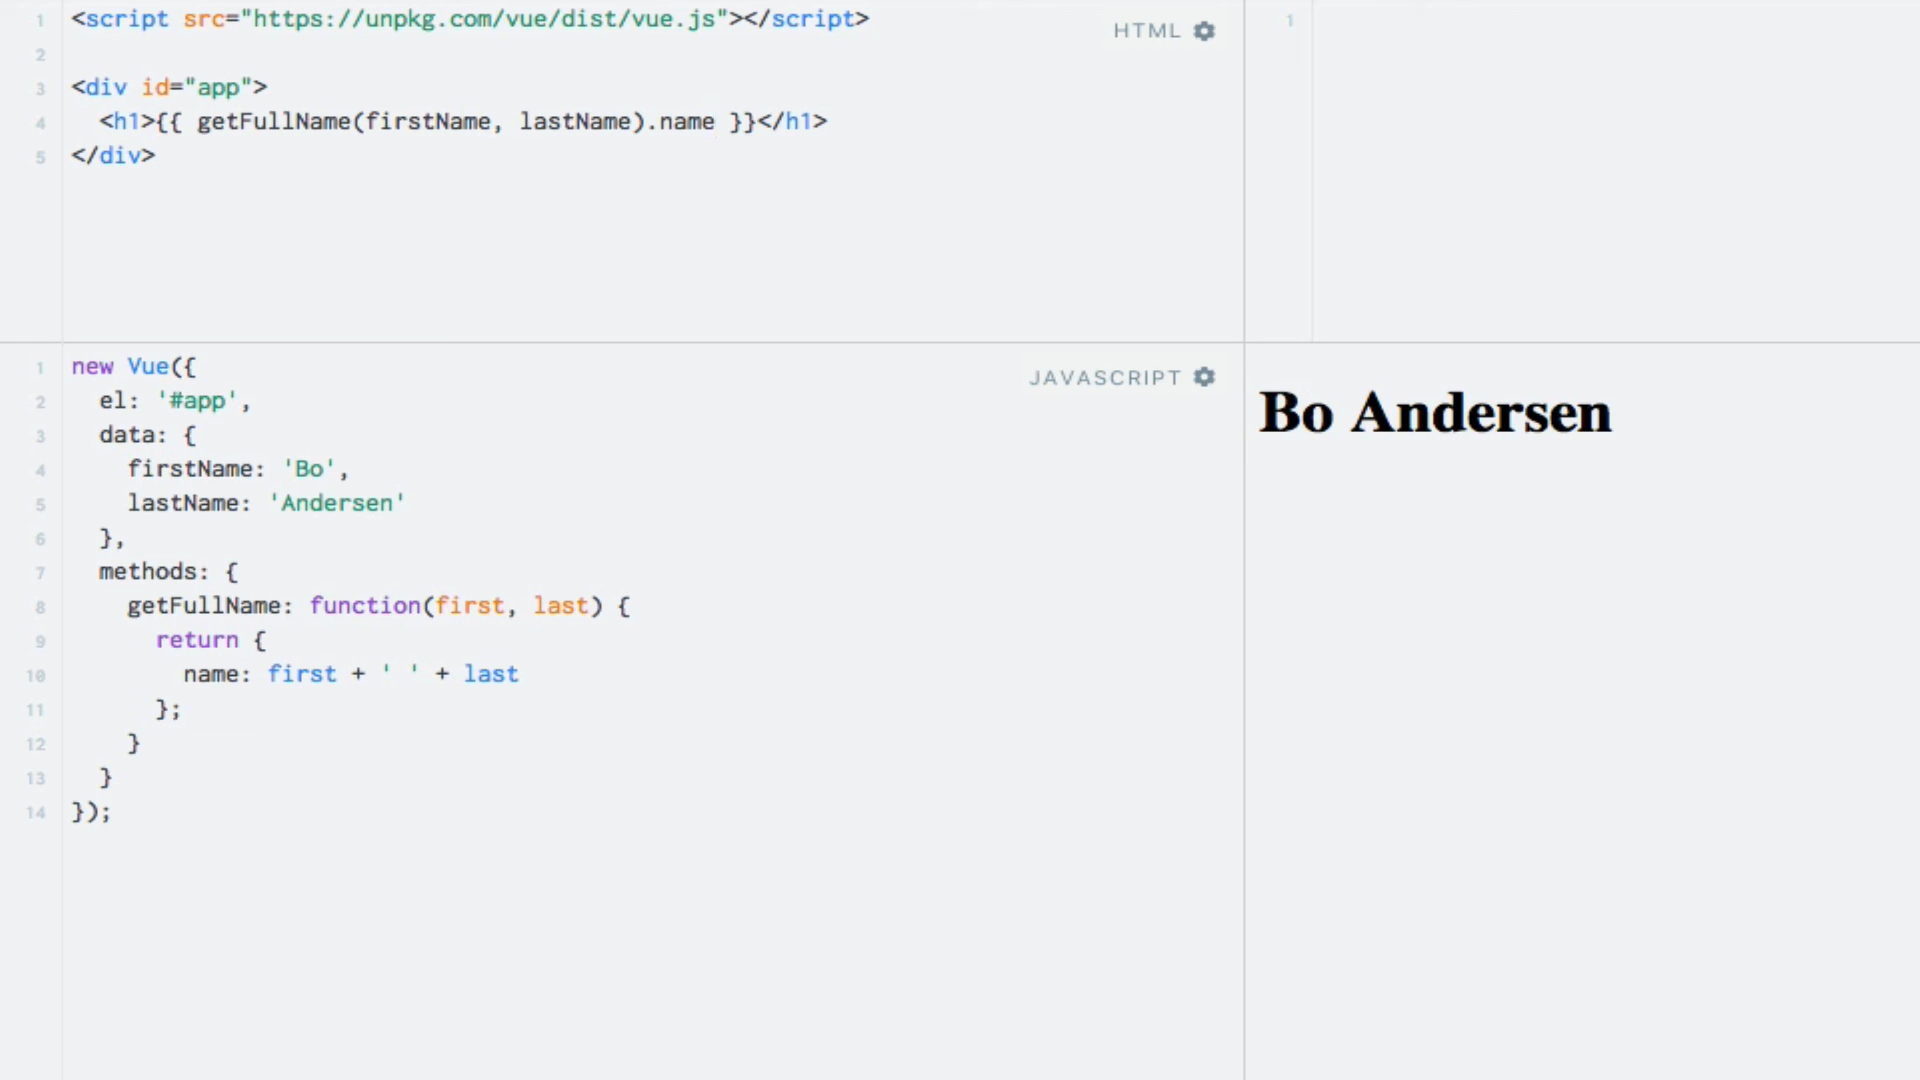 1 <script src="https://unpkg.com/vue/dist/vue.js"></script>
HTML
2
3 <div id="app">
4   <h1>{{ getFullName(firstName, lastName).name }}</h1>
5 </div>
1
1 new Vue({
JAVASCRIPT
2   el: '#app',
3   data: {
4     firstName: 'Bo',
5     lastName: 'Andersen'
6   },
7   methods: {
8     getFullName: function(first, last) {
9       return {
10         name: first + ' ' + last
11       };
12     }
13   }
14 });
Bo Andersen